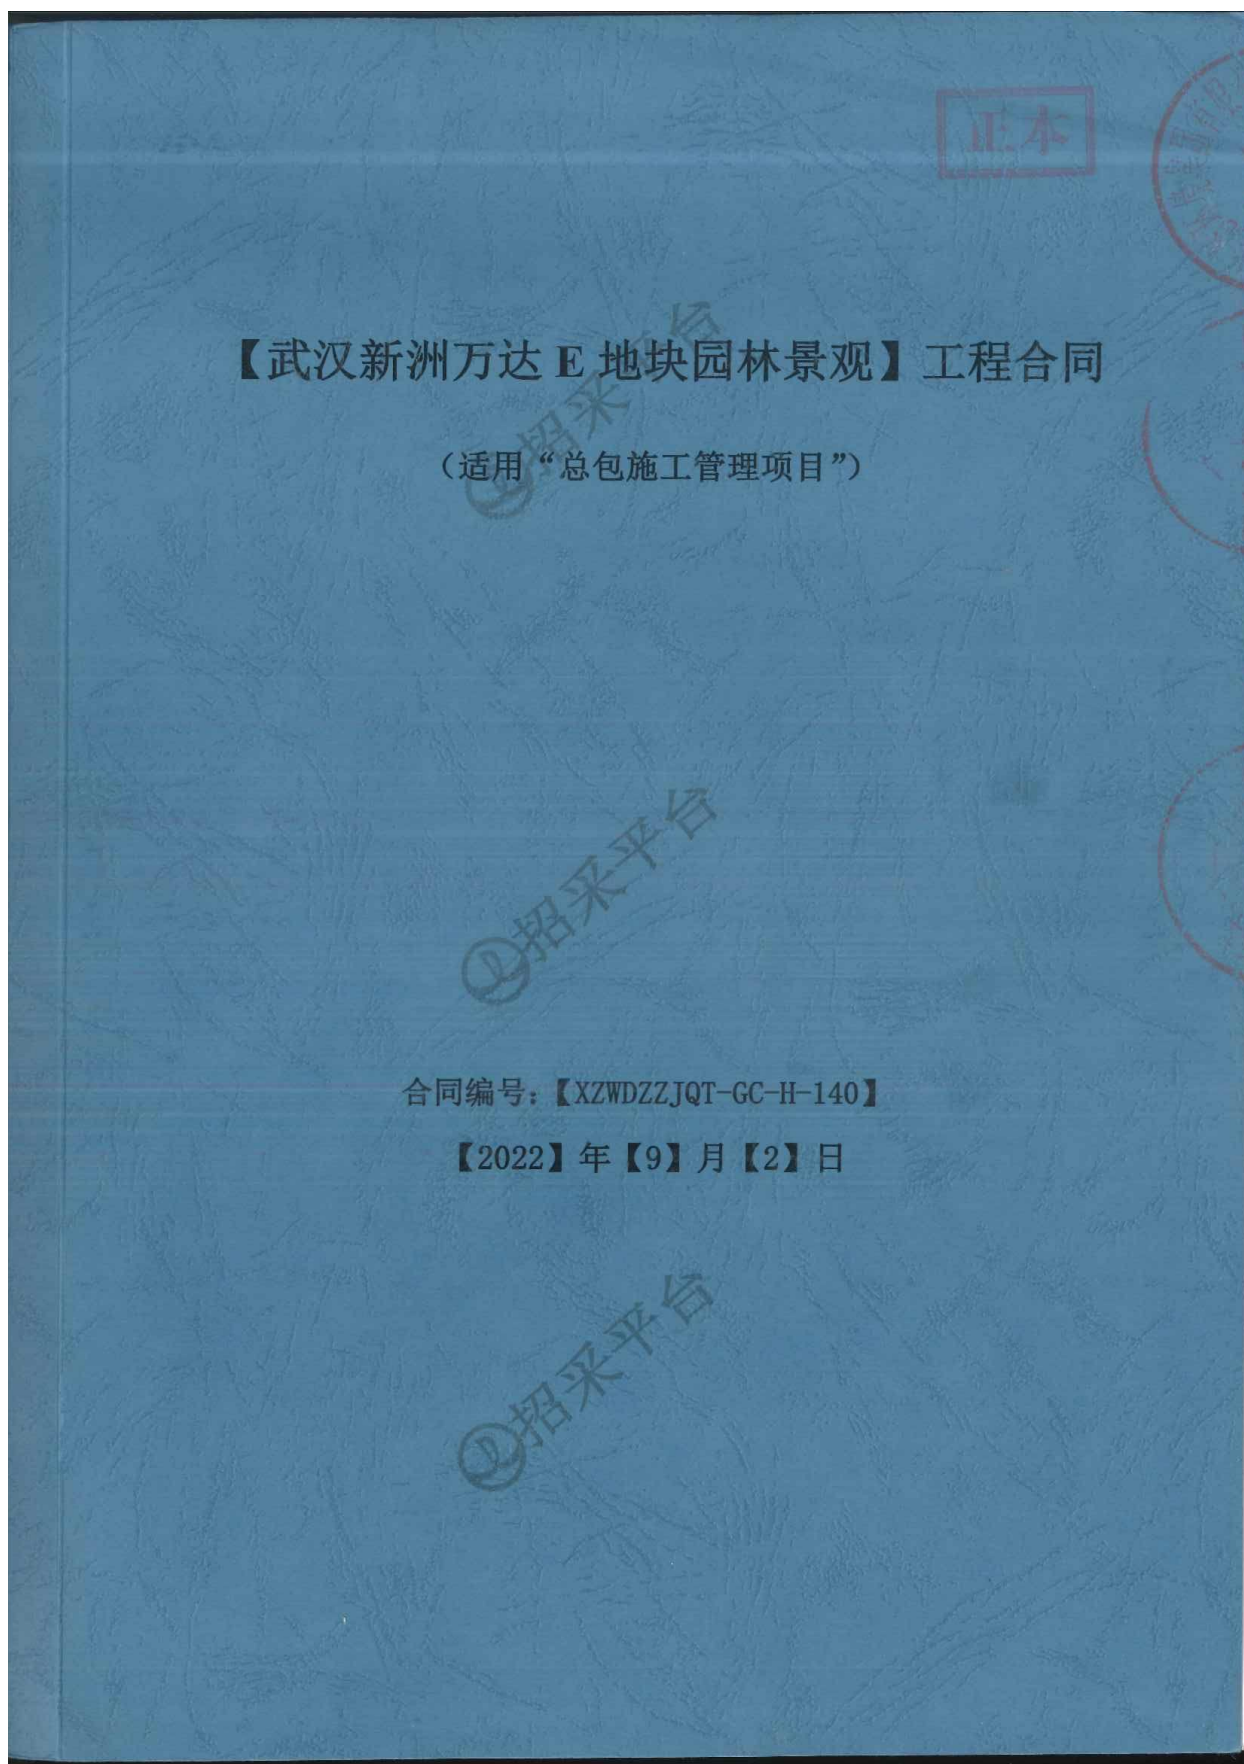 正本
【武汉新洲万达 E 地块园林景观】工程合同
（适用“总包施工管理项目”）
招采平台
招采平台
合同编号：【XZWDZZJQT-GC-H-140】
【2022】年【9】月【2】日
招采平台